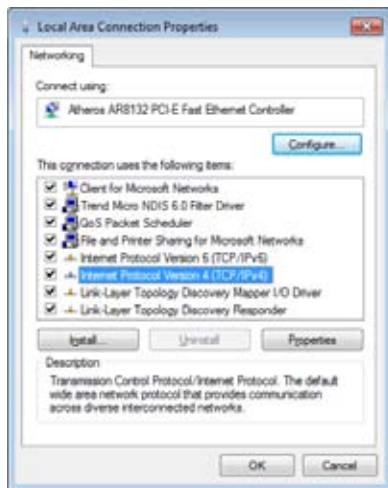 Local Area Connection Properties
Networking
Connect using:
Atheros AR8132 PCI-E Fast Ethernet Controller
Configure...
This connection uses the following items:
Client for Microsoft Networks
Trend Micro NDIS 6.0 Filter Driver
QoS Packet Scheduler
File and Printer Sharing for Microsoft Networks
Internet Protocol Version 6 (TCP/IPv6)
Internet Protocol Version 4 (TCP/IPv4)
Link-Layer Topology Discovery Mapper I/O Driver
Link-Layer Topology Discovery Responder
Install...
Uninstall
Properties
Description
Transmission Control Protocol/Internet Protocol. The default
wide area network protocol that provides communication
across diverse interconnected networks.
OK
Cancel